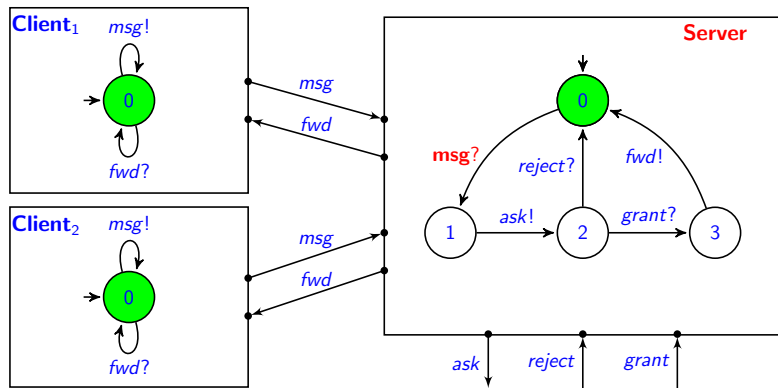 Client₁
msg!
0
fwd?
msg
fwd
Server
0
msg?
reject?
fwd!
1
ask!
2
grant?
3
Client₂
msg!
0
fwd?
msg
fwd
ask
reject
grant